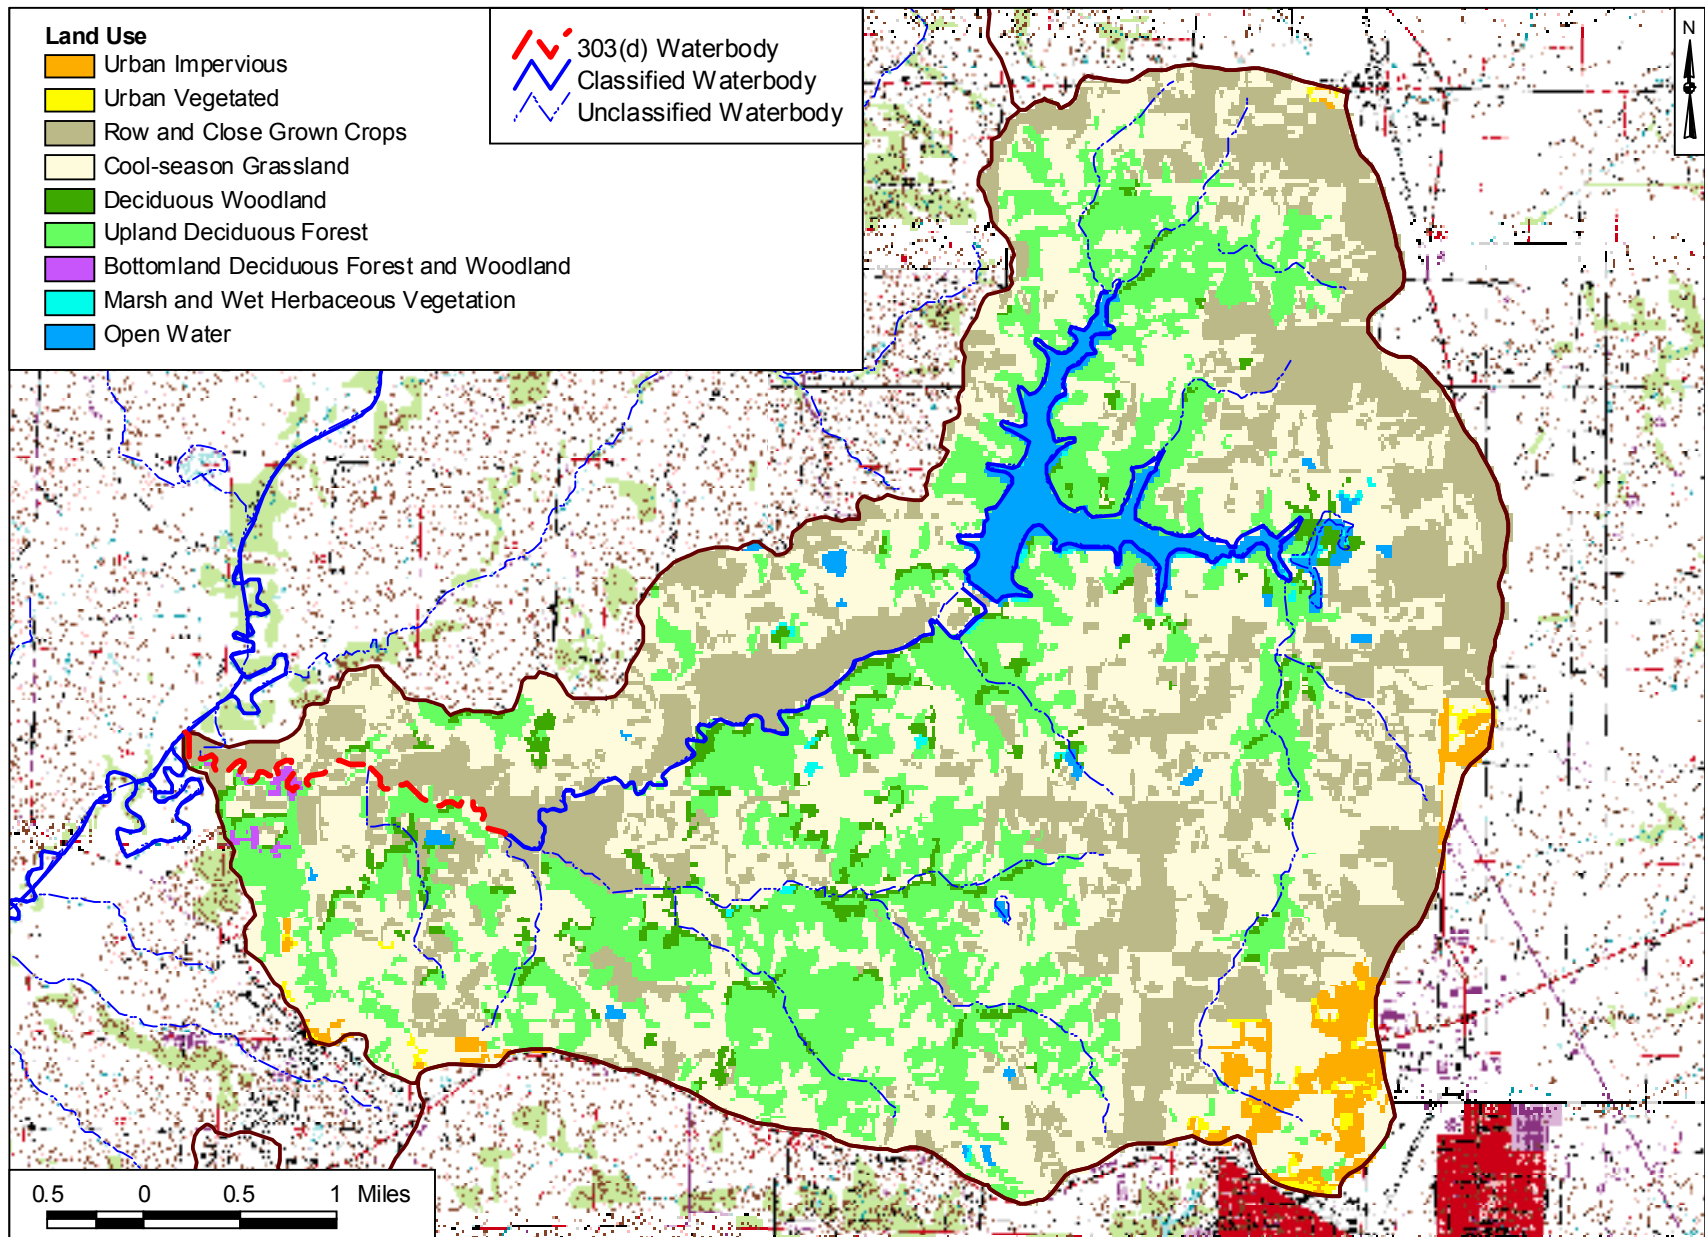 Land Use
Urban Impervious
Urban Vegetated
Row and Close Grown Crops
Cool-season Grassland
Deciduous Woodland
Upland Deciduous Forest
Bottomland Deciduous Forest and Woodland
Marsh and Wet Herbaceous Vegetation
Open Water
303(d) Waterbody
Classified Waterbody
Unclassified Waterbody
N
0.5 0 0.5 1 Miles